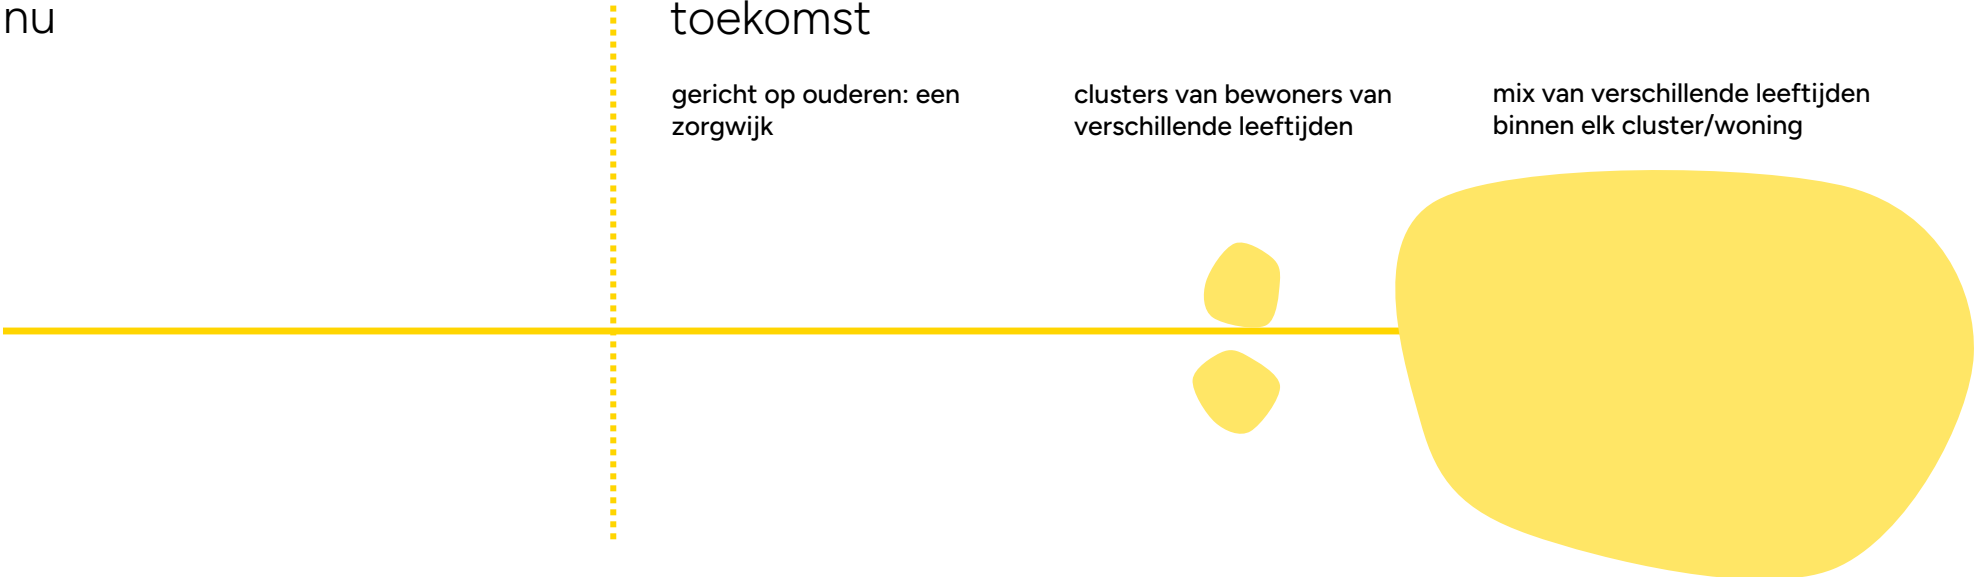 nu
toekomst
gericht op ouderen: een
zorgwijk
clusters van bewoners van
verschillende leeftijden
mix van verschillende leeftijden
binnen elk cluster/woning